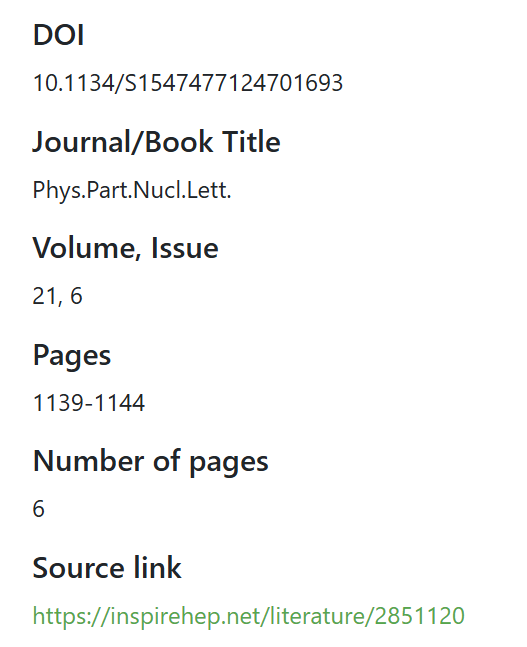 DOI
10.1134/S1547477124701693
Journal/Book Title
Phys.Part.Nucl.Lett.
Volume, Issue
21, 6
Pages
1139-1144
Number of pages
6
Source link
https://inspirehep.net/literature/2851120